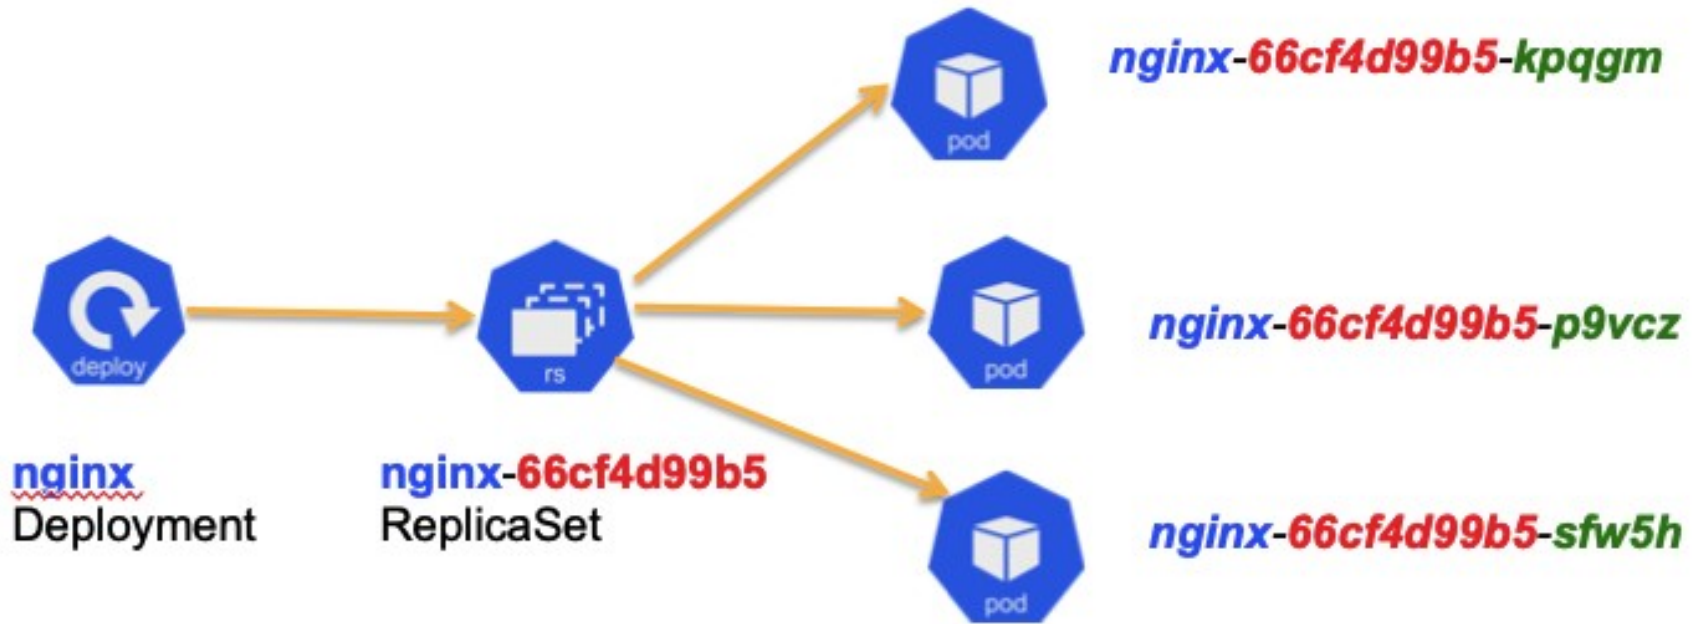 nginx-66cf4d99b5-kpqgm
pod
nginx-66cf4d99b5-p9vcz
deploy
rs
pod
nginx
Deployment
nginx-66cf4d99b5
ReplicaSet
nginx-66cf4d99b5-sfw5h
pod